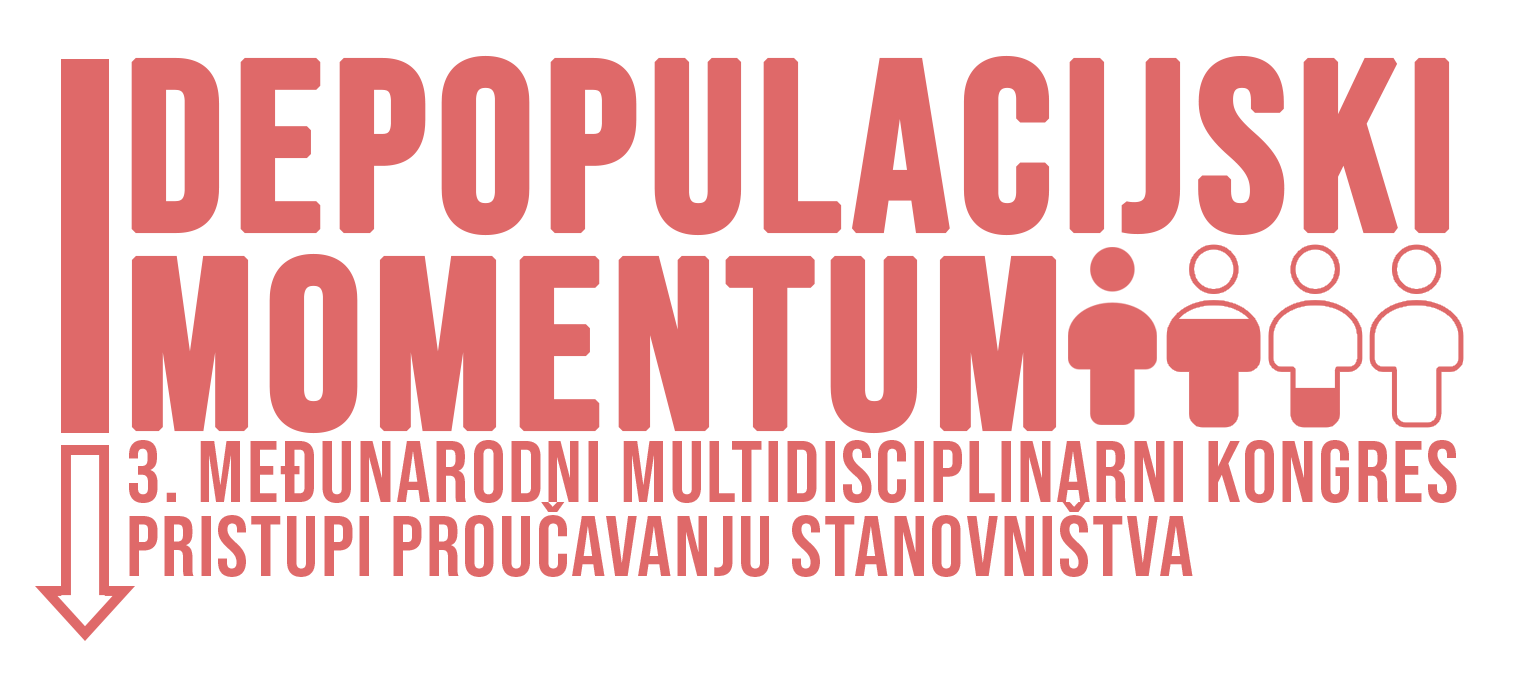 DEPOPULACIJSKI
MOMENTUM
3. MEĐUNARODNI MULTIDISCIPLINARNI KONGRES
PRISTUPI PROUČAVANJU STANOVNIŠTVA